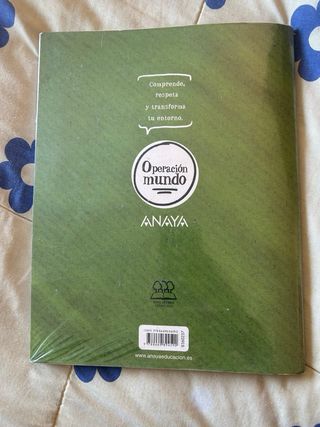 Comprende,
respeta
y transforma
tu entorno.
Operación
mundo
ANAYA
www.anayaeducacion.es